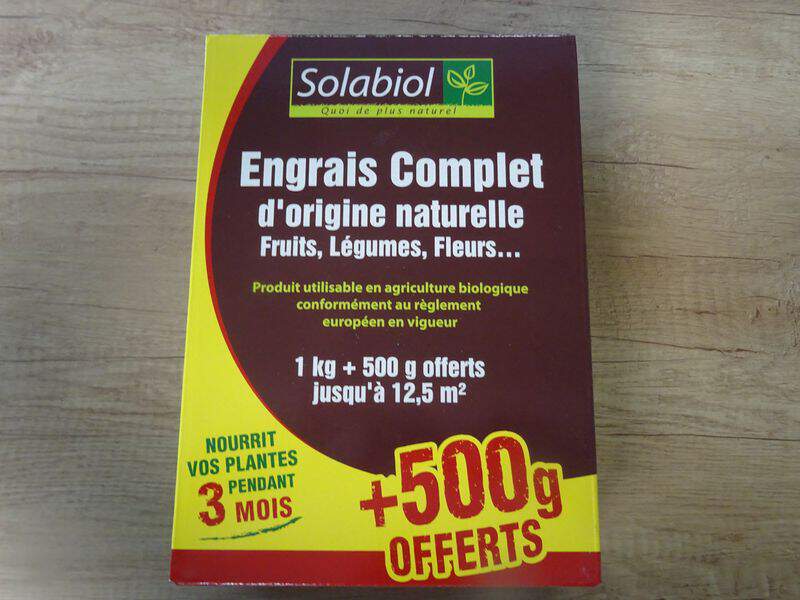 Solabiol
Quoi de plus naturel
Engrais Complet
d'origine naturelle
Fruits, Légumes, Fleurs...
Produit utilisable en agriculture biologique
conformément au règlement
européen en vigueur
1 kg + 500 g offerts
jusqu'à 12,5 m²
NOURRIT
VOS PLANTES
PENDANT
3 MOIS
+500g
OFFERTS